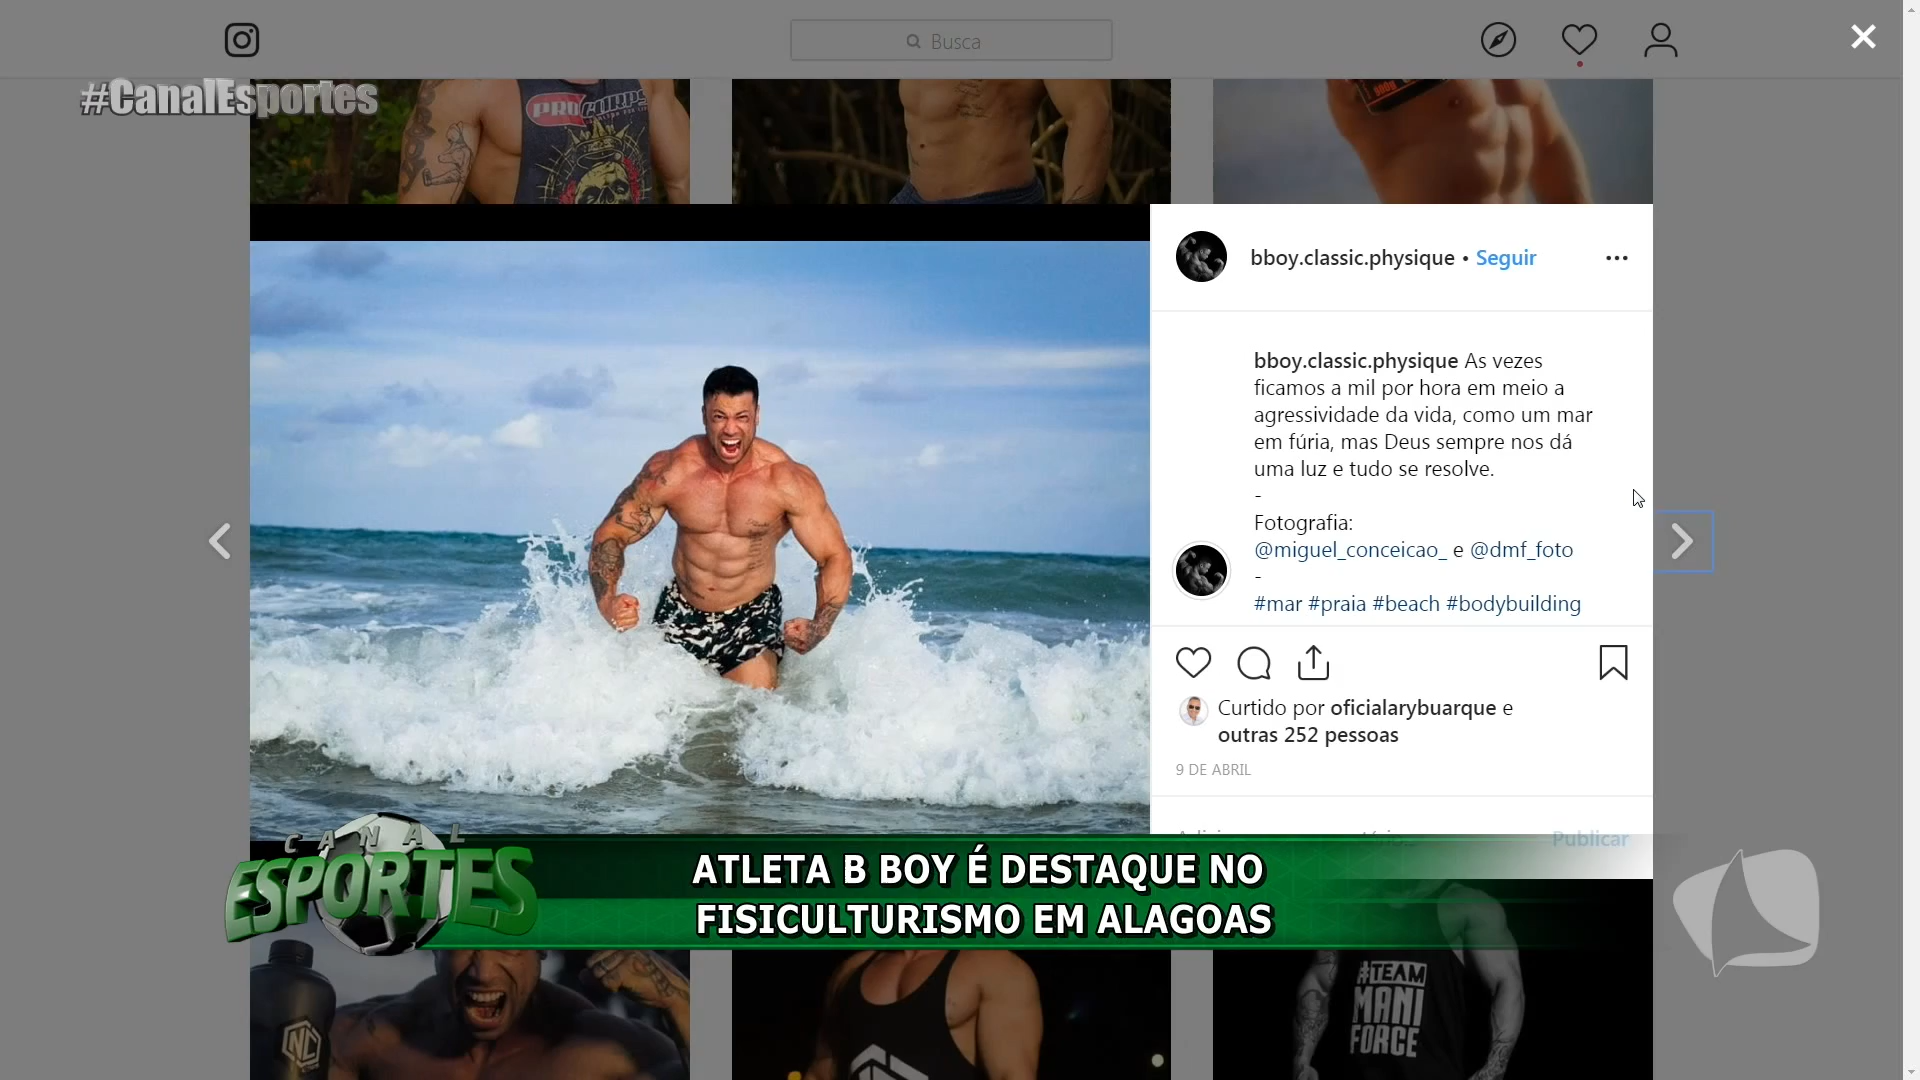 Busca
#CanalEsportes
PRO CORPS
bboy.classic.physique • Seguir
bboy.classic.physique As vezes
ficamos a mil por hora em meio a
agressividade da vida, como um mar
em fúria, mas Deus sempre nos dá
uma luz e tudo se resolve.
-
Fotografia:
@miguel_conceicao_ e @dmf_foto
-
#mar #praia #beach #bodybuilding
Curtido por oficialarybuarque e
outras 252 pessoas
9 DE ABRIL
Publicar
CANAL
ESPORTES
ATLETA B BOY É DESTAQUE NO
FISICULTURISMO EM ALAGOAS
#TEAM
MANI
FORCE